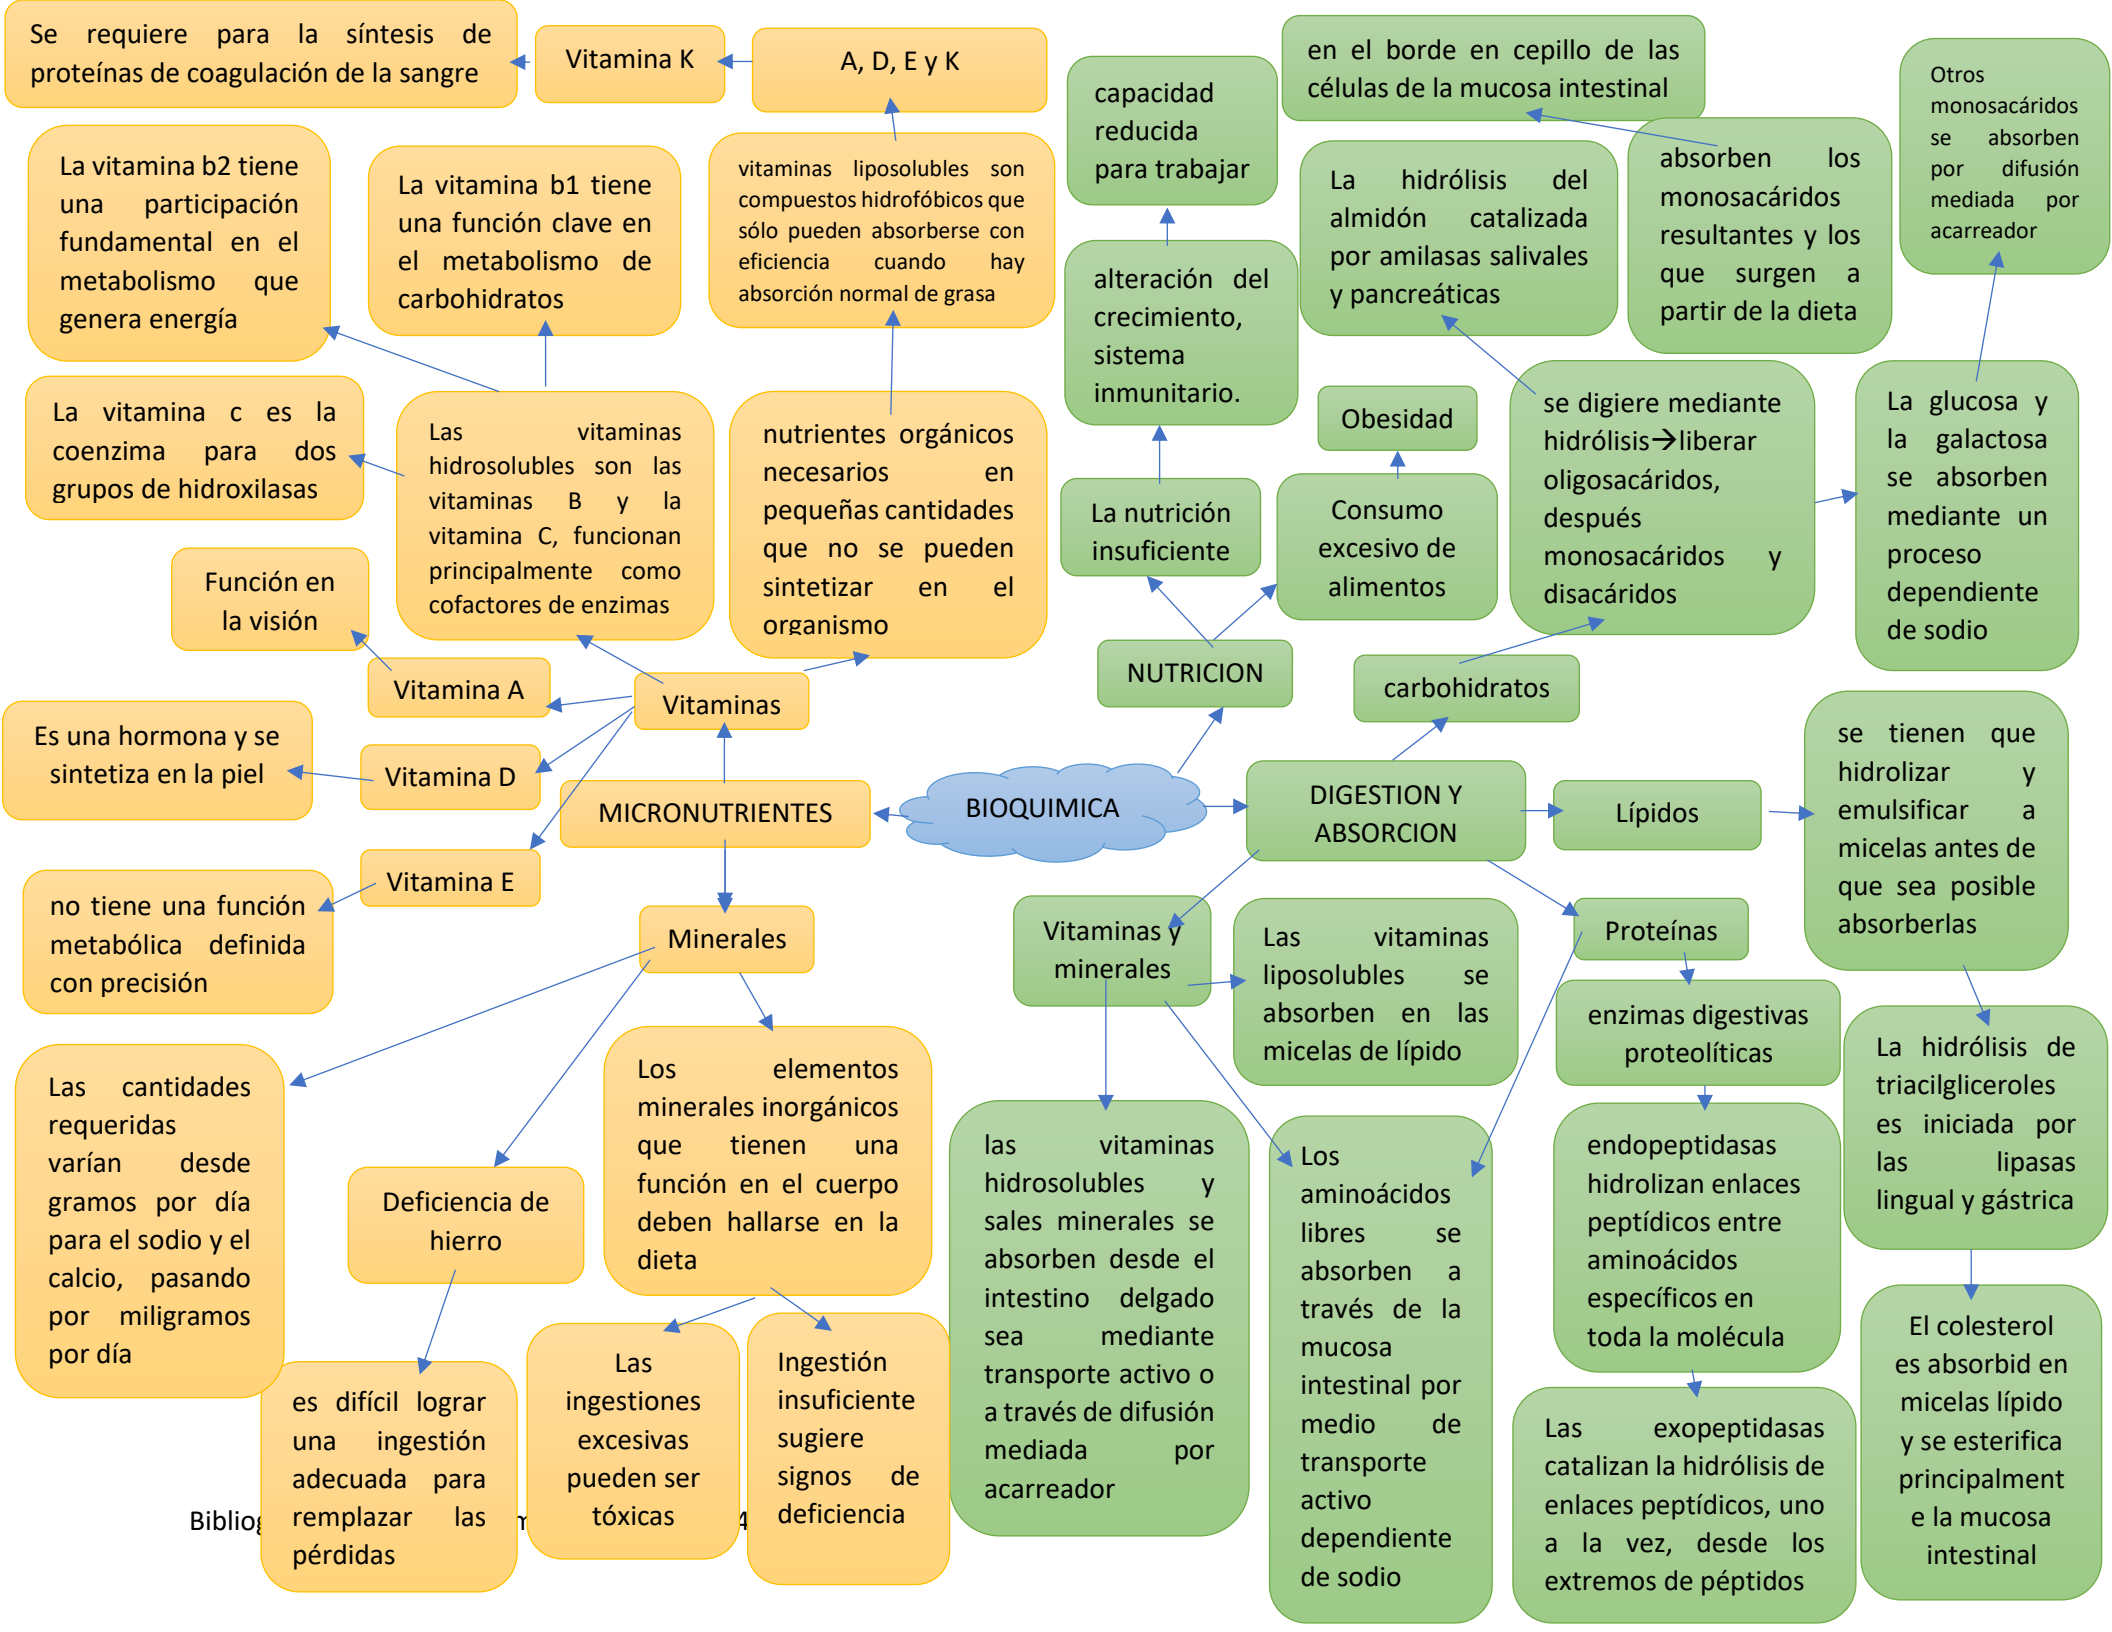 Se requiere para la síntesis de
proteínas de coagulación de la sangre
Vitamina K
A, D, E y K
La vitamina b2 tiene
una participación
fundamental en el
metabolismo que
genera energía
La vitamina b1 tiene
una función clave en
el metabolismo de
carbohidratos
vitaminas liposolubles son
compuestos hidrofóbicos que
sólo pueden absorberse con
eficiencia cuando hay
absorción normal de grasa
La vitamina c es la
coenzima para dos
grupos de hidroxilasas
Las vitaminas
hidrosolubles son las
vitaminas B y la
vitamina C, funcionan
principalmente como
cofactores de enzimas
nutrientes orgánicos
necesarios en
pequeñas cantidades
que no se pueden
sintetizar en el
organismo
Función en
la visión
Vitamina A
Vitaminas
Es una hormona y se
sintetiza en la piel
Vitamina D
MICRONUTRIENTES
no tiene una función
metabólica definida
con precisión
Vitamina E
Minerales
Las cantidades
requeridas
varían desde
gramos por día
para el sodio y el
calcio, pasando
por miligramos
por día
Deficiencia de
hierro
Los elementos
minerales inorgánicos
que tienen una
función en el cuerpo
deben hallarse en la
dieta
es difícil lograr
una ingestión
adecuada para
remplazar las
pérdidas
Las
ingestiones
excesivas
pueden ser
tóxicas
Ingestión
insuficiente
sugiere
signos de
deficiencia
BIOQUIMICA
capacidad
reducida
para trabajar
alteración del
crecimiento,
sistema
inmunitario.
La nutrición
insuficiente
Obesidad
Consumo
excesivo de
alimentos
NUTRICION
en el borde en cepillo de las
células de la mucosa intestinal
La hidrólisis del
almidón catalizada
por amilasas salivales
y pancreáticas
absorben los
monosacáridos
resultantes y los
que surgen a
partir de la dieta
Otros
monosacáridos
se absorben
por difusión
mediada por
acarreador
se digiere mediante
hidrólisis→liberar
oligosacáridos,
después
monosacáridos y
disacáridos
La glucosa y
la galactosa
se absorben
mediante un
proceso
dependiente
de sodio
carbohidratos
DIGESTION Y
ABSORCION
Lípidos
se tienen que
hidrolizar y
emulsificar a
micelas antes de
que sea posible
absorberlas
Vitaminas y
minerales
Las vitaminas
liposolubles se
absorben en las
micelas de lípido
Proteínas
enzimas digestivas
proteolíticas
La hidrólisis de
triacilgliceroles
es iniciada por
las lipasas
lingual y gástrica
las vitaminas
hidrosolubles y
sales minerales se
absorben desde el
intestino delgado
sea mediante
transporte activo o
a través de difusión
mediada por
acarreador
Los
aminoácidos
libres se
absorben a
través de la
mucosa
intestinal por
medio de
transporte
activo
dependiente
de sodio
endopeptidasas
hidrolizan enlaces
peptídicos entre
aminoácidos
específicos en
toda la molécula
Las exopeptidasas
catalizan la hidrólisis de
enlaces peptídicos, uno
a la vez, desde los
extremos de péptidos
El colesterol
es absorbid en
micelas lípido
y se esterifica
principalment
e la mucosa
intestinal